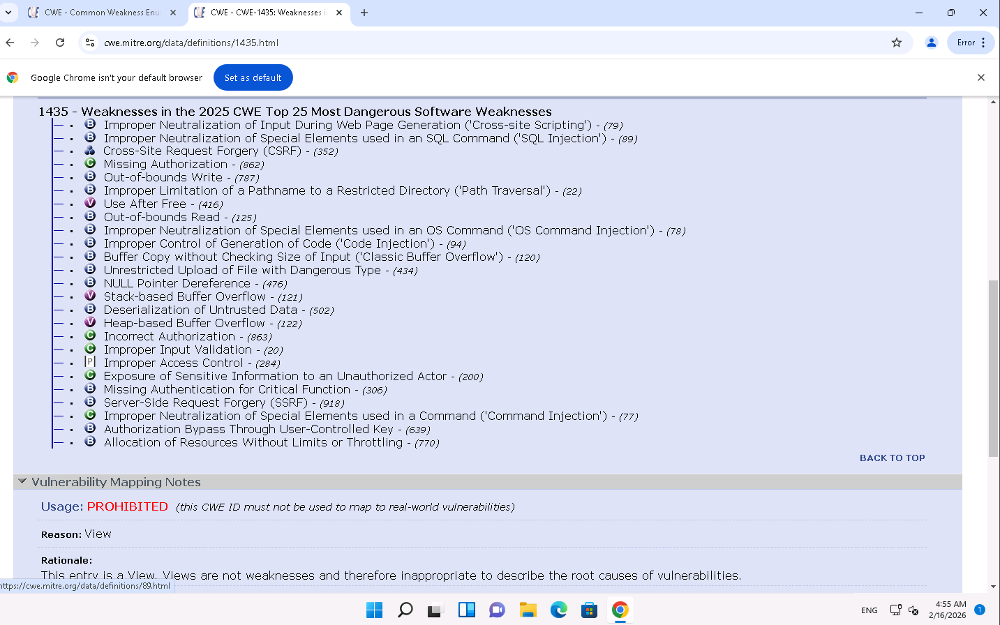 CWE - Common Weakness Enu
CWE - CWE-1435: Weaknesses i
cwe.mitre.org/data/definitions/1435.html
Error
Google Chrome isn't your default browser
Set as default
1435 - Weaknesses in the 2025 CWE Top 25 Most Dangerous Software Weaknesses
B Improper Neutralization of Input During Web Page Generation ('Cross-site Scripting') - (79)
B Improper Neutralization of Special Elements used in an SQL Command ('SQL Injection') - (89)
Cross-Site Request Forgery (CSRF) - (352)
C Missing Authorization - (862)
B Out-of-bounds Write - (787)
B Improper Limitation of a Pathname to a Restricted Directory ('Path Traversal') - (22)
V Use After Free - (416)
B Out-of-bounds Read - (125)
B Improper Neutralization of Special Elements used in an OS Command ('OS Command Injection') - (78)
B Improper Control of Generation of Code ('Code Injection') - (94)
B Buffer Copy without Checking Size of Input ('Classic Buffer Overflow') - (120)
B Unrestricted Upload of File with Dangerous Type - (434)
B NULL Pointer Dereference - (476)
V Stack-based Buffer Overflow - (121)
B Deserialization of Untrusted Data - (502)
V Heap-based Buffer Overflow - (122)
C Incorrect Authorization - (863)
C Improper Input Validation - (20)
P Improper Access Control - (284)
C Exposure of Sensitive Information to an Unauthorized Actor - (200)
B Missing Authentication for Critical Function - (306)
B Server-Side Request Forgery (SSRF) - (918)
C Improper Neutralization of Special Elements used in a Command ('Command Injection') - (77)
B Authorization Bypass Through User-Controlled Key - (639)
B Allocation of Resources Without Limits or Throttling - (770)
BACK TO TOP
Vulnerability Mapping Notes
Usage: PROHIBITED (this CWE ID must not be used to map to real-world vulnerabilities)
Reason: View
Rationale:
This entry is a View. Views are not weaknesses and therefore inappropriate to describe the root causes of vulnerabilities.
https://cwe.mitre.org/data/definitions/89.html
ENG
4:55 AM
2/16/2026
1